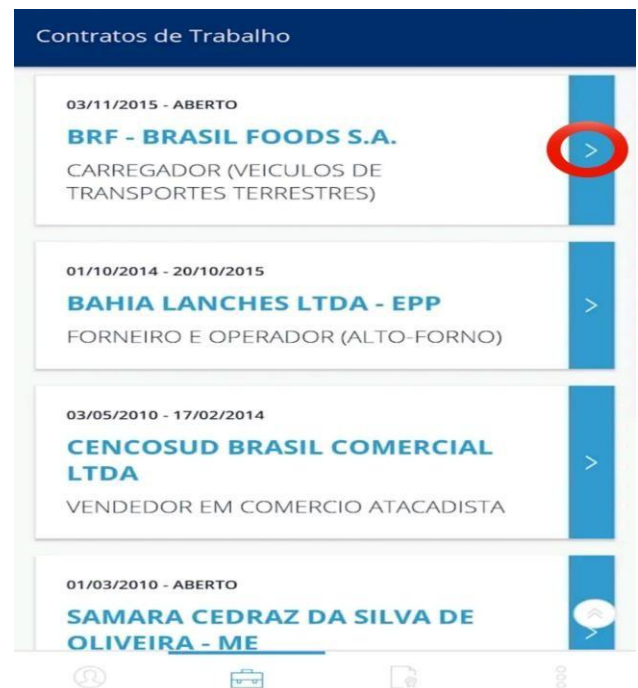 Contratos de Trabalho
03/11/2015 - ABERTO
BRF - BRASIL FOODS S.A.
CARREGADOR (VEICULOS DE
TRANSPORTES TERRESTRES)
01/10/2014 - 20/10/2015
BAHIA LANCHES LTDA - EPP
FORNEIRO E OPERADOR (ALTO-FORNO)
03/05/2010 - 17/02/2014
CENCOSUD BRASIL COMERCIAL
LTDA
VENDEDOR EM COMERCIO ATACADISTA
01/03/2010 - ABERTO
SAMARA CEDRAZ DA SILVA DE
OLIVEIRA - ME